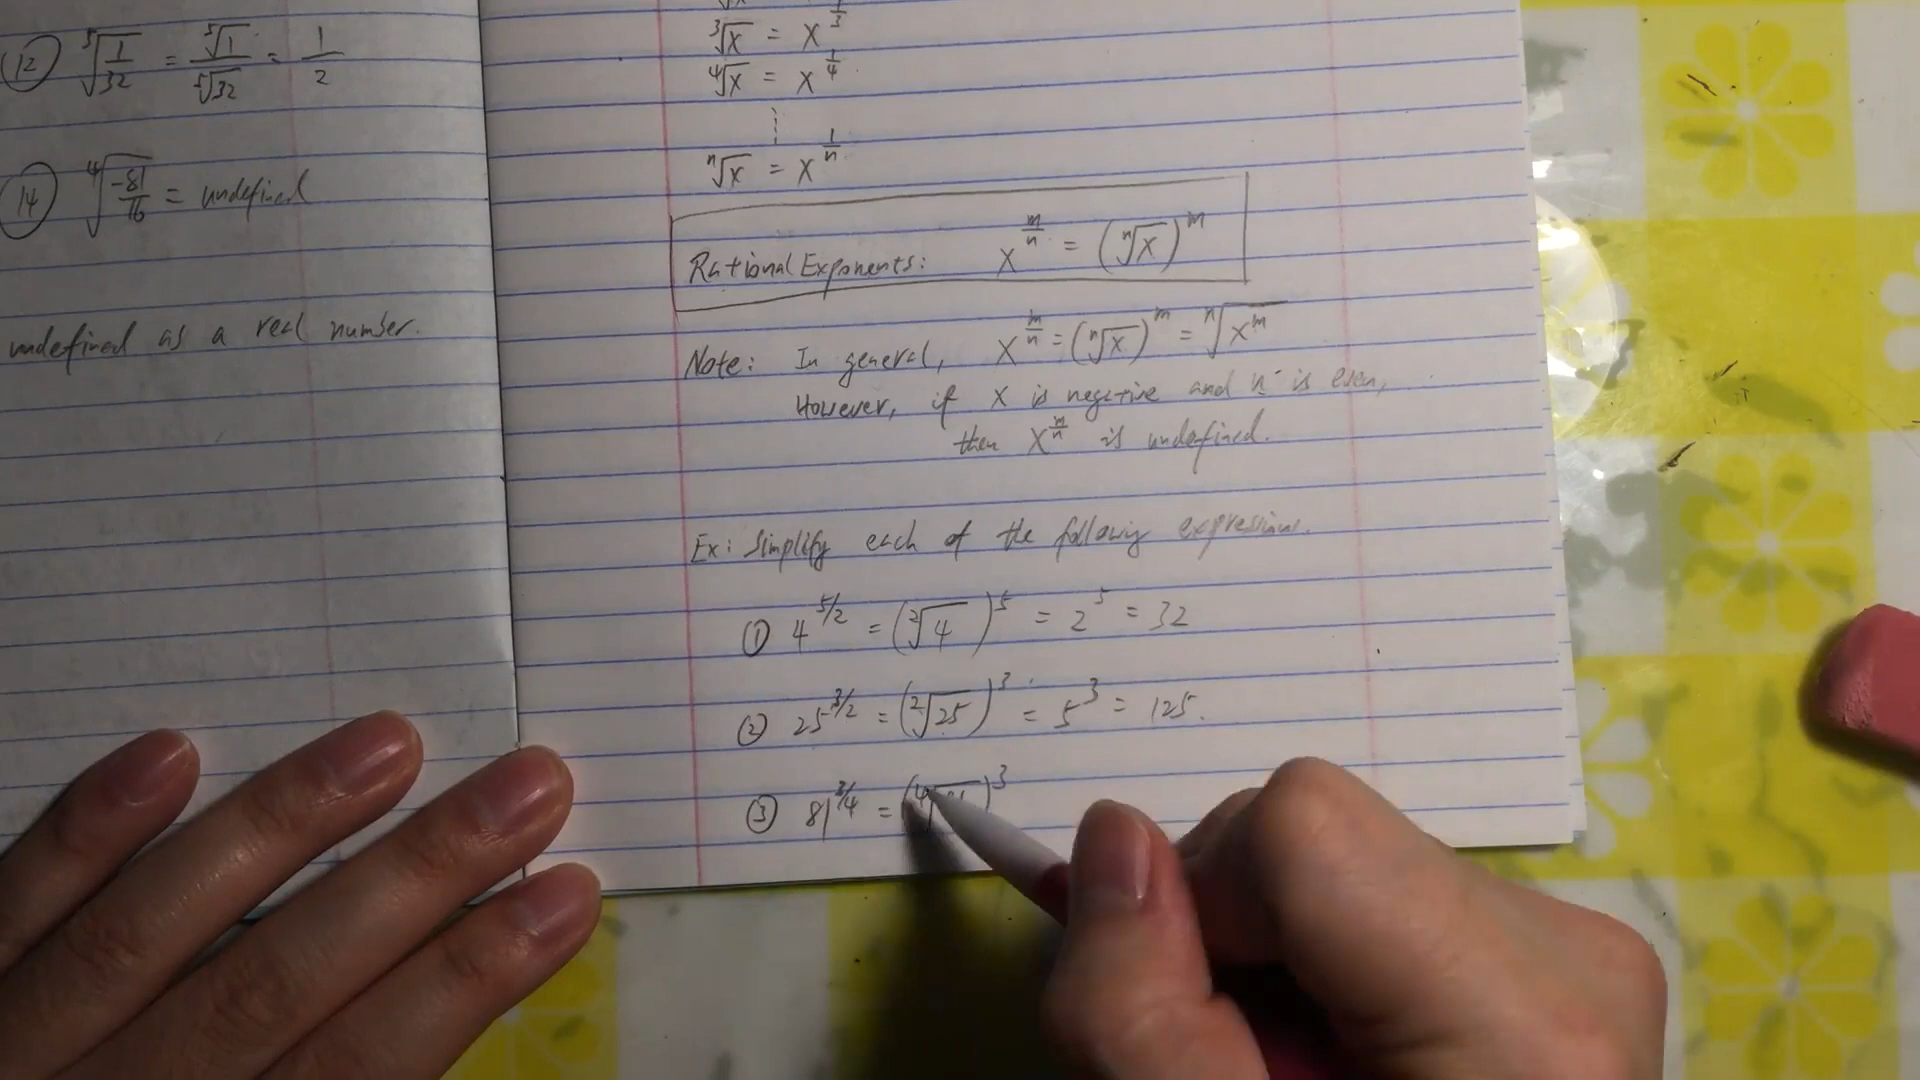 ⑫ ⁵√(1/32) = ⁵√1 / ⁵√32 = 1/2
⑭ ⁴√(-81/16) = undefined
undefined as a real number.
³√x = x^(1/3)
⁴√x = x^(1/4)
ⁿ√x = x^(1/n)
Rational Exponents: x^(m/n) = (ⁿ√x)^m
Note: In general, x^(m/n) = (ⁿ√x)^m = ⁿ√(x^m)
However, if x is negative and n is even,
then x^(m/n) is undefined.
Ex: Simplify each of the following expressions.
① 4^(5/2) = (²√4)^5 = 2^5 = 32
② 25^(3/2) = (²√25)^3 = 5^3 = 125.
③ 81^(3/4) = (⁴√81)^3